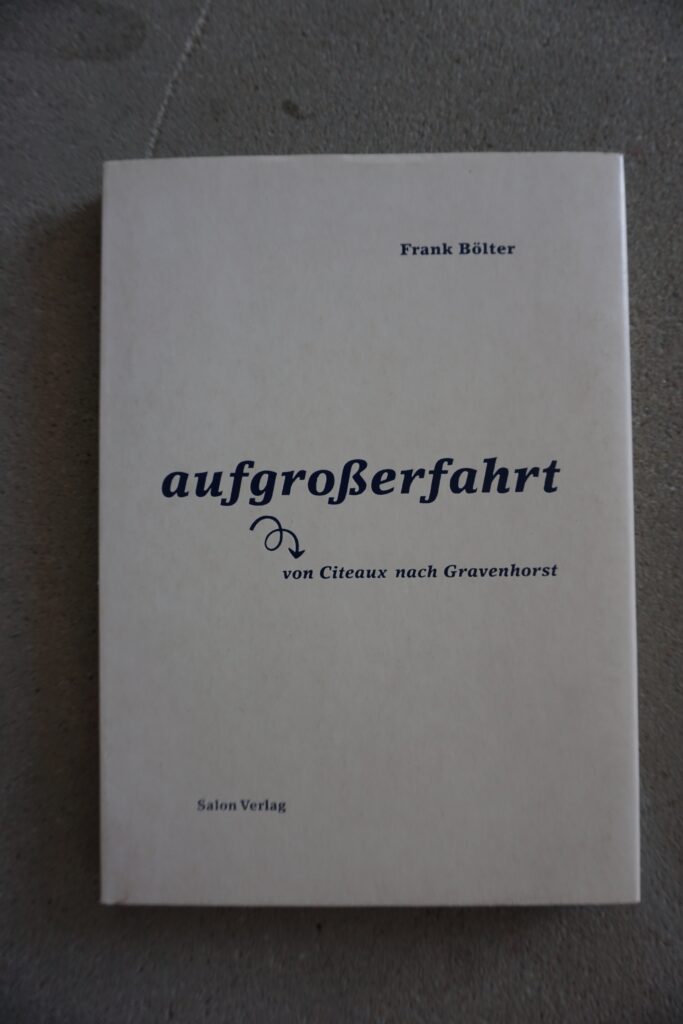 Frank Bölter
aufgroßerfahrt
von Citeaux nach Gravenhorst
Salon Verlag